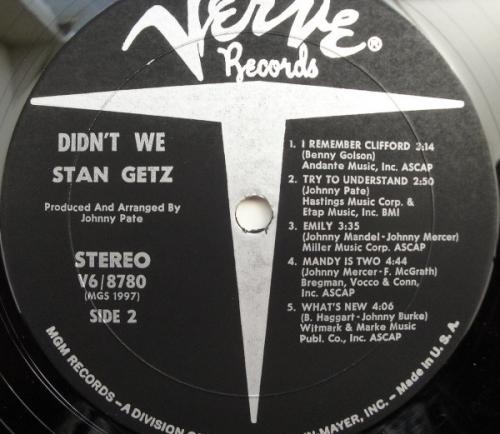 Verve®
Records
DIDN'T WE
STAN GETZ
Produced And Arranged By
Johnny Pate
STEREO
V6/8780
(MGS 1997)
SIDE 2
1. I REMEMBER CLIFFORD 3:14
(Benny Golson)
Andante Music, Inc. ASCAP
2. TRY TO UNDERSTAND 2:50
(Johnny Pate)
Hastings Music Corp. &
Etap Music, Inc. BMI
3. EMILY 3:35
(Johnny Mandel-Johnny Mercer)
Miller Music Corp. ASCAP
4. MANDY IS TWO 4:44
(Johnny Mercer-F. McGrath)
Bregman, Vocco & Conn,
Inc. ASCAP
5. WHAT'S NEW 4:06
(B. Haggart-Johnny Burke)
Witmark & Marke Music
Publ. Co., Inc. ASCAP
MGM RECORDS – A DIVISION MAYER, INC. – Made in U.S.A.